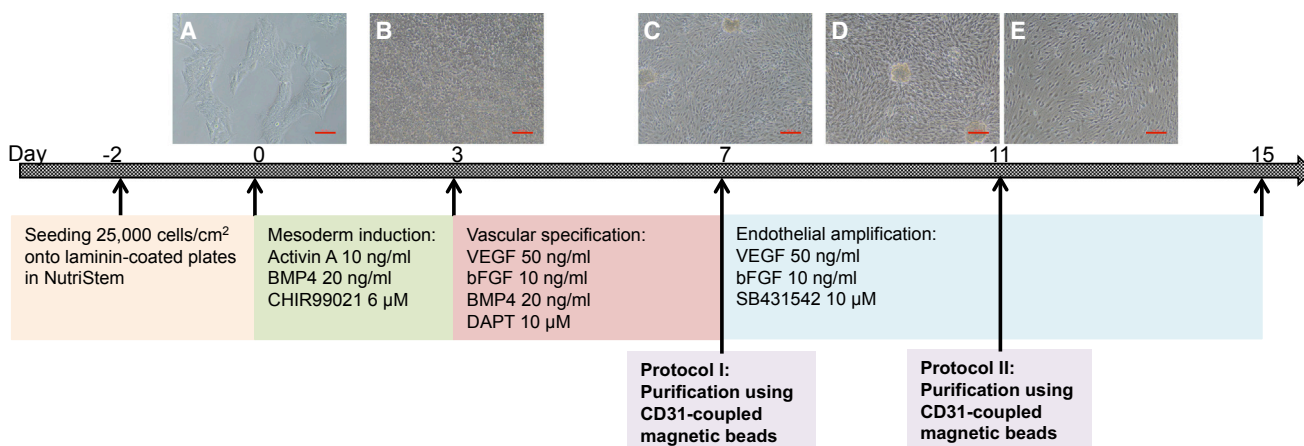 A
B
C
D
E
Day -2 0 3 7 11 15
Seeding 25,000 cells/cm²
onto laminin-coated plates
in NutriStem
Mesoderm induction:
Activin A 10 ng/ml
BMP4 20 ng/ml
CHIR99021 6 µM
Vascular specification:
VEGF 50 ng/ml
bFGF 10 ng/ml
BMP4 20 ng/ml
DAPT 10 µM
Endothelial amplification:
VEGF 50 ng/ml
bFGF 10 ng/ml
SB431542 10 µM
Protocol I:
Purification using
CD31-coupled
magnetic beads
Protocol II:
Purification using
CD31-coupled
magnetic beads